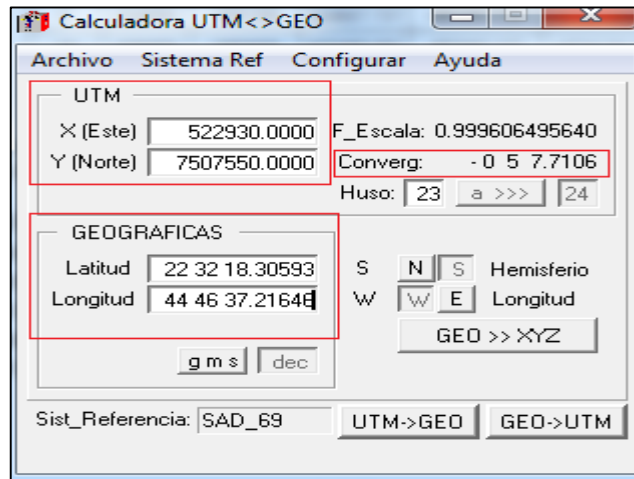 Calculadora UTM<>GEO
Archivo Sistema Ref Configurar Ayuda
UTM
X (Este) 522930.0000 F_Escala: 0.999606495640
Y (Norte) 7507550.0000 Converg: - 0 5 7.7106
Huso: 23 a >>> 24
GEOGRAFICAS
Latitud 22 32 18.30593 S N S Hemisferio
Longitud 44 46 37.21646 W W E Longitud
GEO >> XYZ
g m s dec
Sist_Referencia: SAD_69 UTM->GEO GEO->UTM